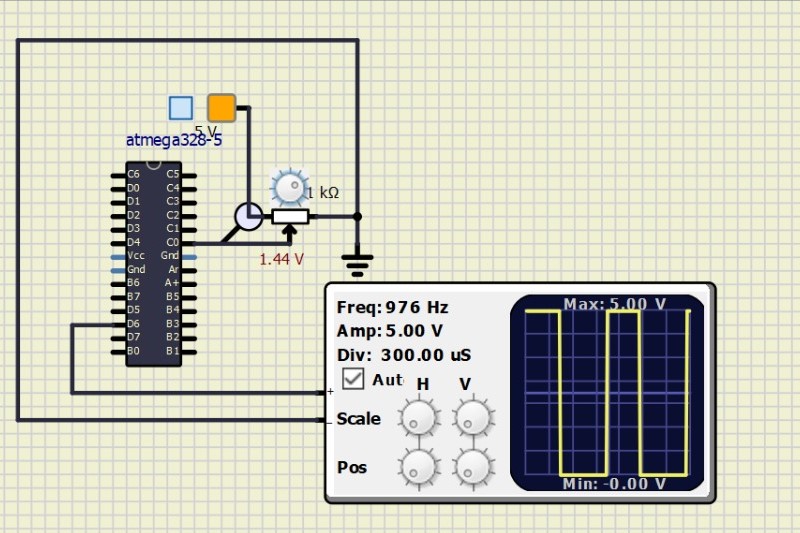 5 V
atmega328-5
1 kΩ
1.44 V
C6 C5
D0 C4
D1 C3
D2 C2
D3 C1
D4 C0
Vcc Gnd
Gnd Ar
B6 A+
B7 B5
D5 B4
D6 B3
D7 B2
B0 B1
Freq: 976 Hz
Amp: 5.00 V
Div: 300.00 uS
Aut H V
+
Scale
−
Pos
Max: 5.00 V
Min: -0.00 V